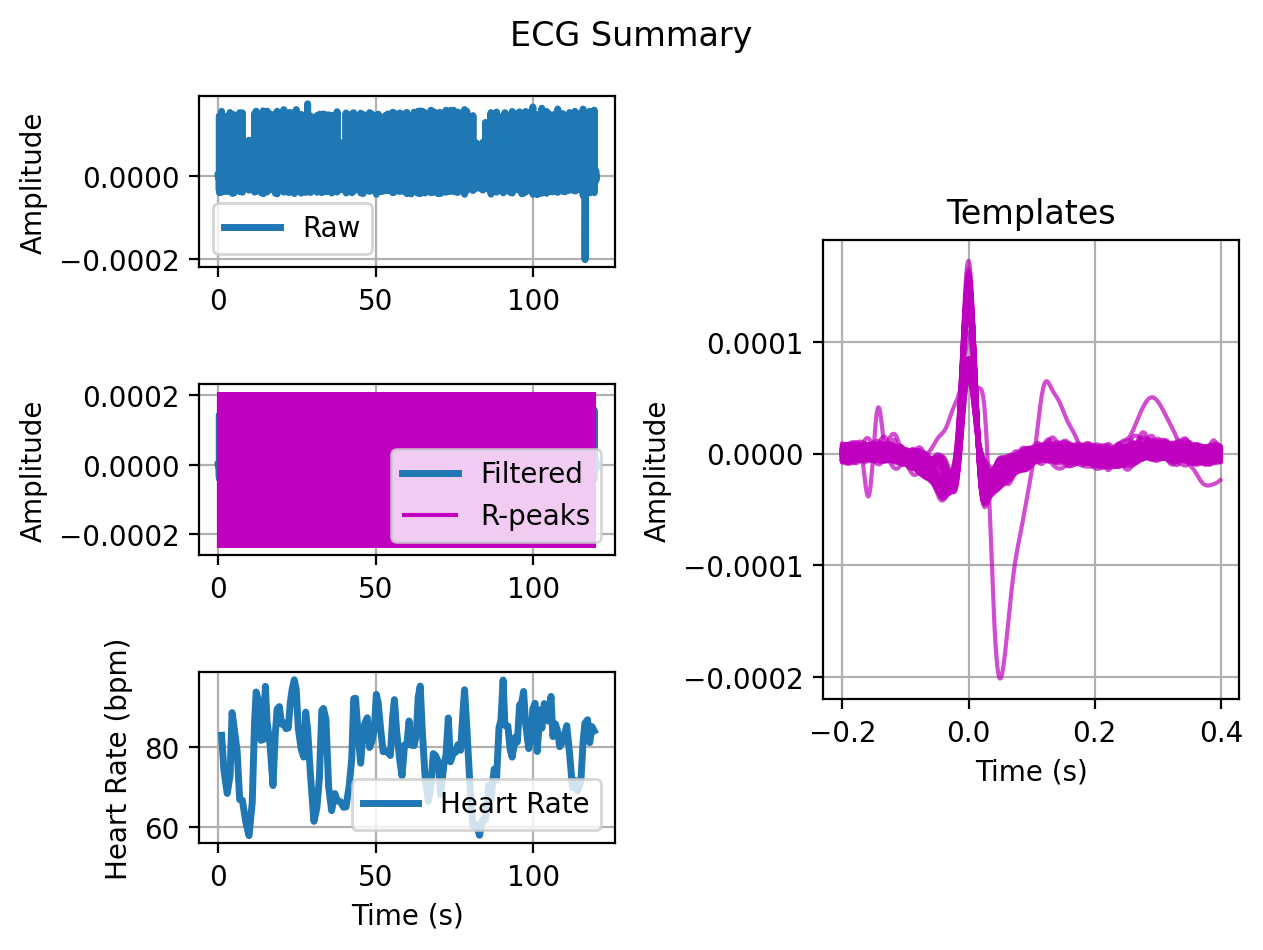 ECG Summary
Amplitude
0.0000
−0.0002
Raw
0
50
100
Amplitude
0.0002
0.0000
−0.0002
Filtered
R-peaks
0
50
100
Heart Rate (bpm)
80
60
Heart Rate
0
50
100
Time (s)
Templates
Amplitude
0.0001
0.0000
−0.0001
−0.0002
−0.2
0.0
0.2
0.4
Time (s)